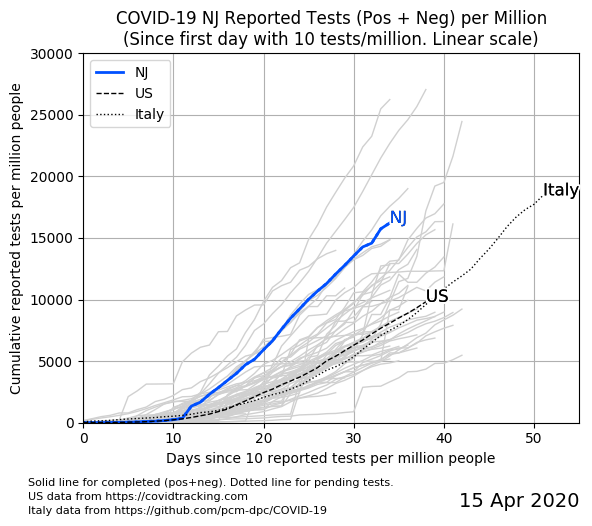 COVID-19 NJ Reported Tests (Pos + Neg) per Million
(Since first day with 10 tests/million. Linear scale)
Cumulative reported tests per million people
30000
25000
20000
15000
10000
5000
0
NJ
US
Italy
Italy
NJ
US
0 10 20 30 40 50
Days since 10 reported tests per million people
Solid line for completed (pos+neg). Dotted line for pending tests.
US data from https://covidtracking.com
Italy data from https://github.com/pcm-dpc/COVID-19
15 Apr 2020